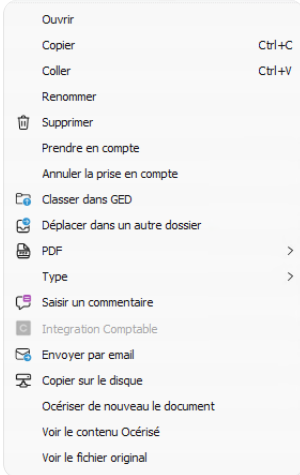 Ouvrir
Copier Ctrl+C
Coller Ctrl+V
Renommer
Supprimer
Prendre en compte
Annuler la prise en compte
Classer dans GED
Déplacer dans un autre dossier
PDF
Type
Saisir un commentaire
C Integration Comptable
Envoyer par email
Copier sur le disque
Océriser de nouveau le document
Voir le contenu Océrisé
Voir le fichier original